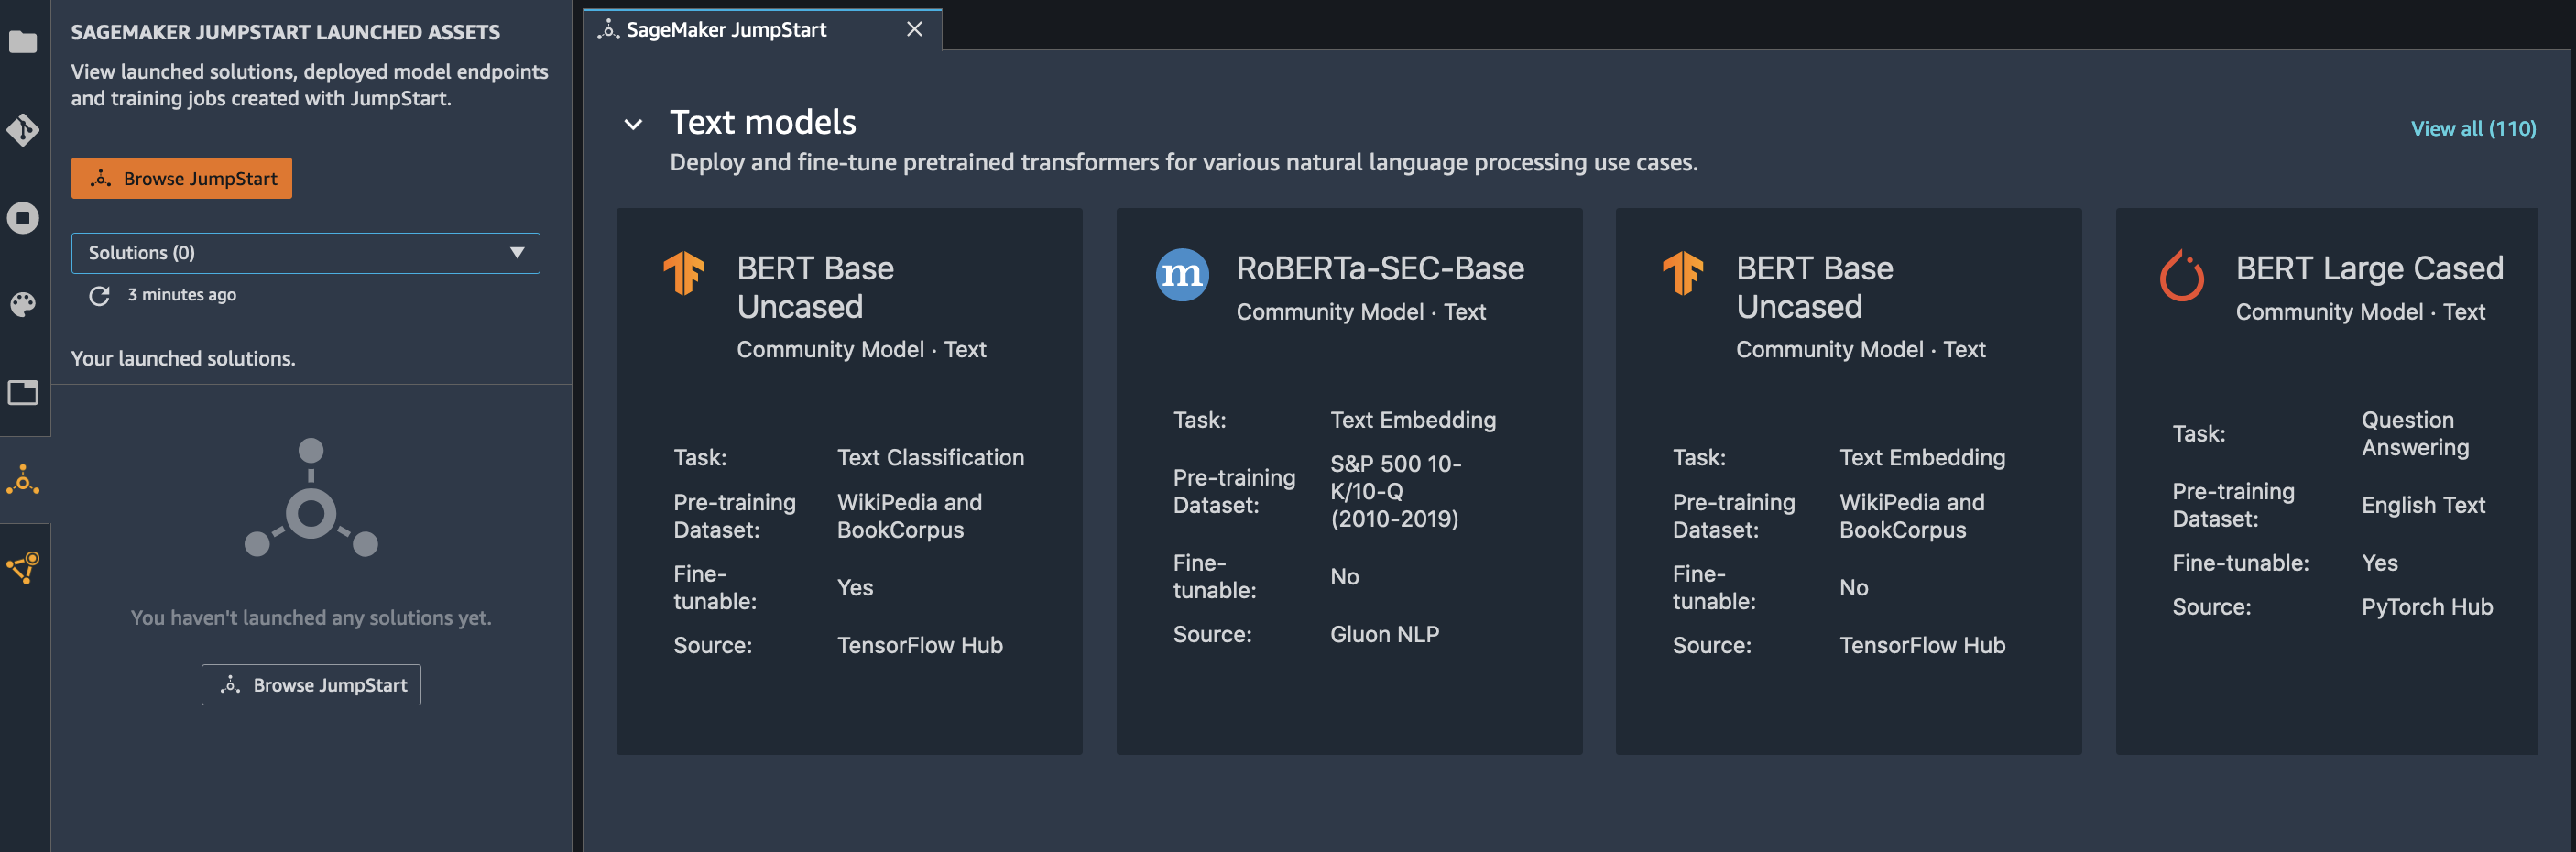 SAGEMAKER JUMPSTART LAUNCHED ASSETS
View launched solutions, deployed model endpoints
and training jobs created with JumpStart.
Browse JumpStart
Solutions (0)
3 minutes ago
Your launched solutions.
You haven't launched any solutions yet.
Browse JumpStart
SageMaker JumpStart
Text models
View all (110)
Deploy and fine-tune pretrained transformers for various natural language processing use cases.
BERT Base
Uncased
Community Model · Text
Task: Text Classification
Pre-training
Dataset:
WikiPedia and
BookCorpus
Fine-
tunable:
Yes
Source: TensorFlow Hub
m
RoBERTa-SEC-Base
Community Model · Text
Task: Text Embedding
Pre-training
Dataset:
S&P 500 10-
K/10-Q
(2010-2019)
Fine-
tunable:
No
Source: Gluon NLP
BERT Base
Uncased
Community Model · Text
Task: Text Embedding
Pre-training
Dataset:
WikiPedia and
BookCorpus
Fine-
tunable:
No
Source: TensorFlow Hub
BERT Large Cased
Community Model · Text
Task:
Question
Answering
Pre-training
Dataset:
English Text
Fine-tunable: Yes
Source: PyTorch Hub